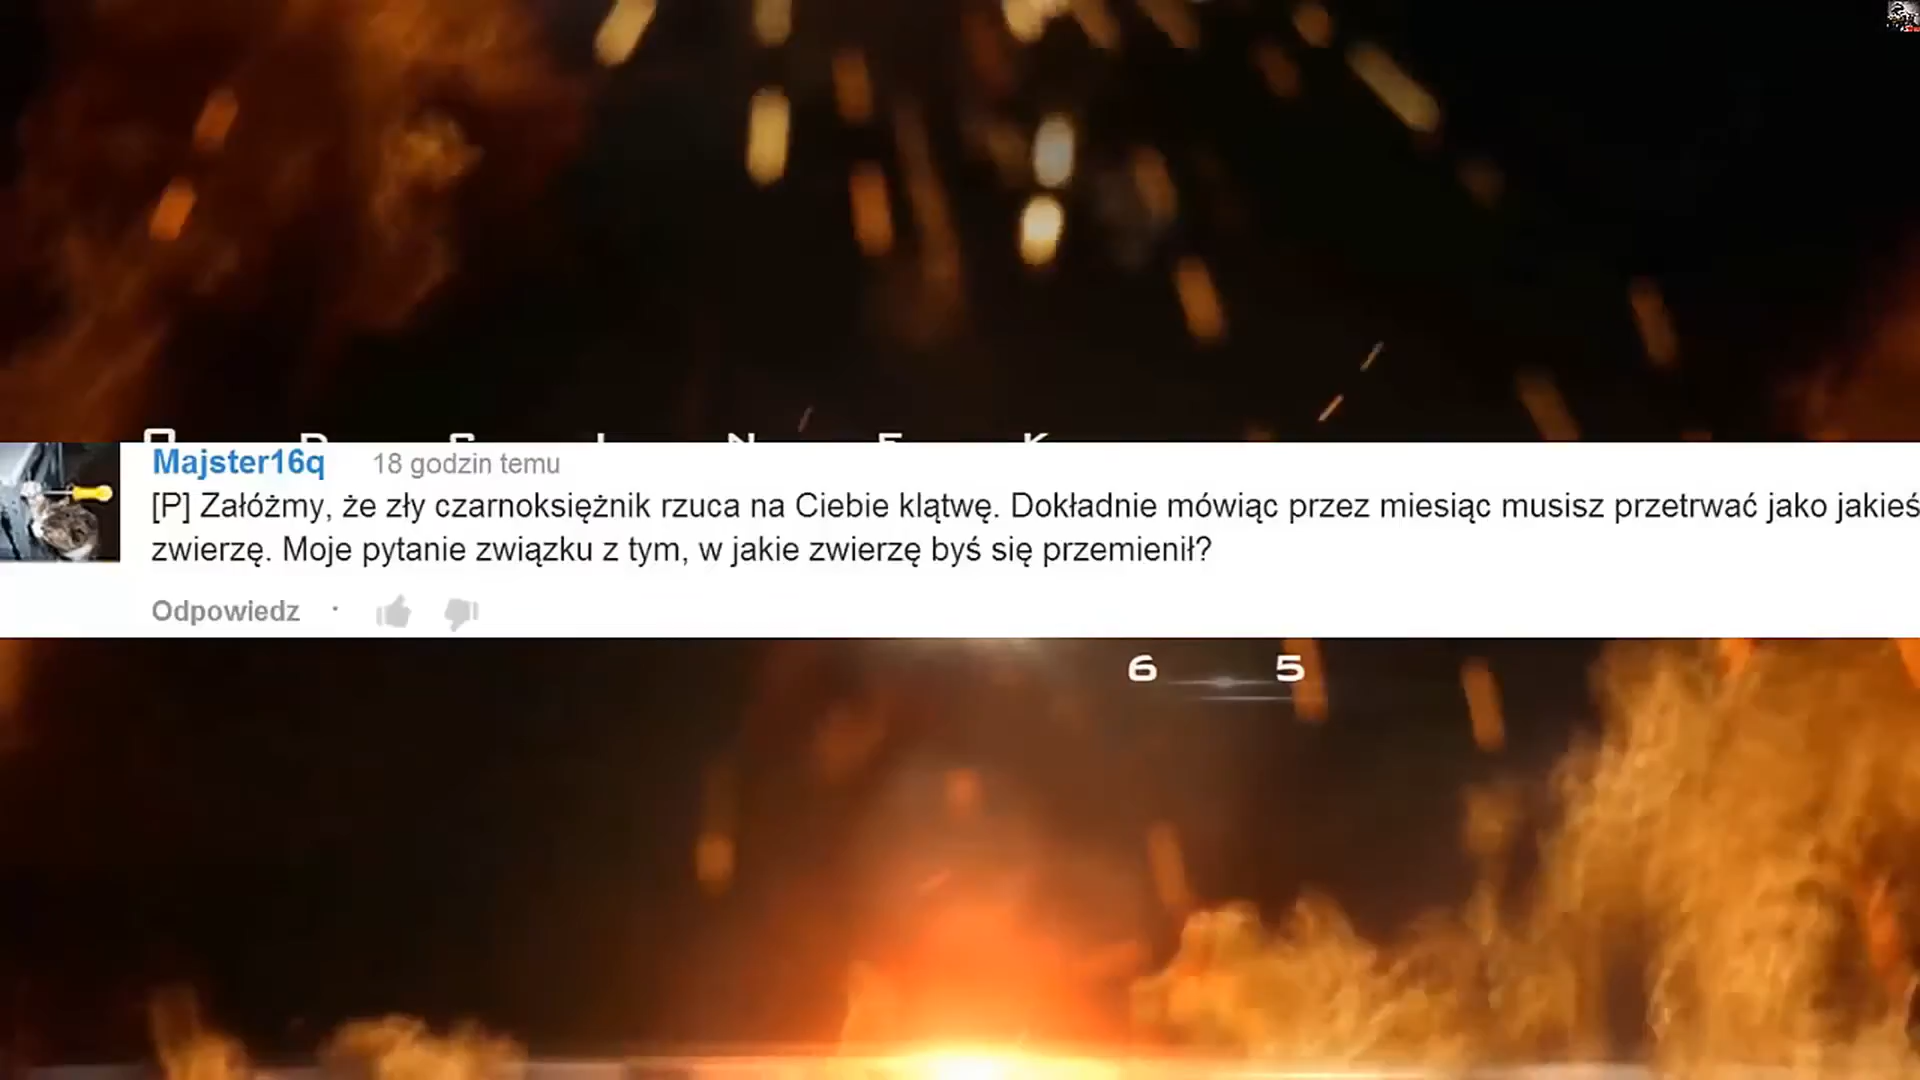 Majster16q 18 godzin temu
[P] Załóżmy, że zły czarnoksiężnik rzuca na Ciebie klątwę. Dokładnie mówiąc przez miesiąc musisz przetrwać jako jakieś
zwierzę. Moje pytanie związku z tym, w jakie zwierzę byś się przemienił?
Odpowiedz ·
6 5